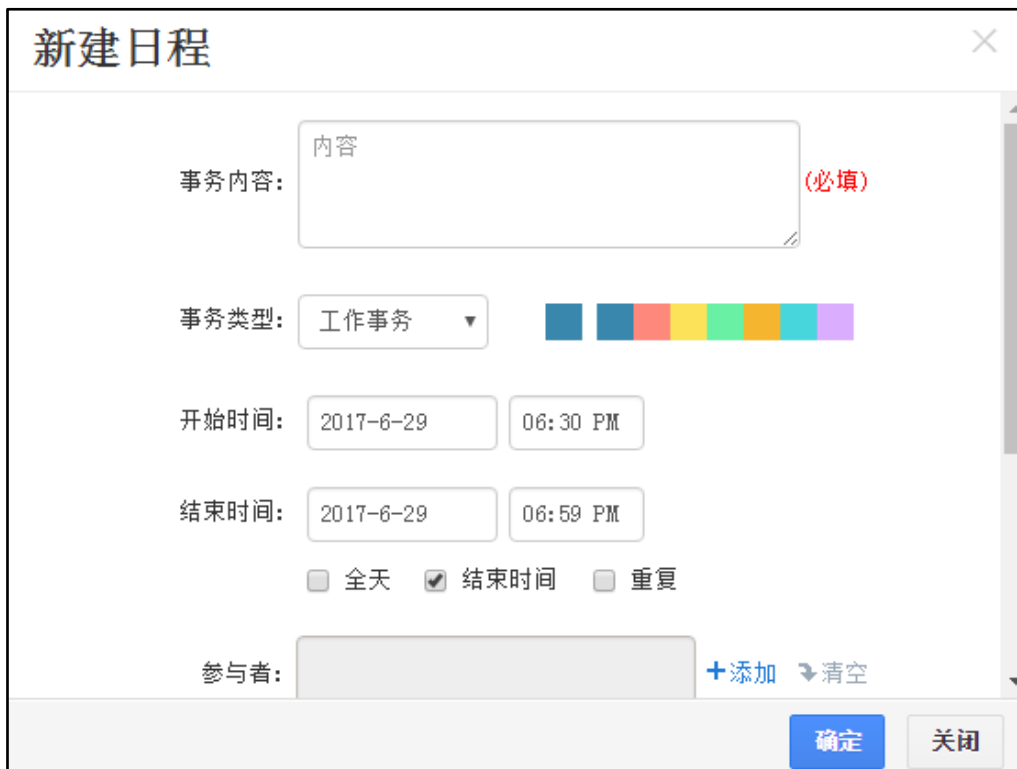 新建日程
内容
事务内容: (必填)
事务类型: 工作事务
开始时间: 2017-6-29 06:30 PM
结束时间: 2017-6-29 06:59 PM
全天 结束时间 重复
参与者: +添加 清空
确定 关闭